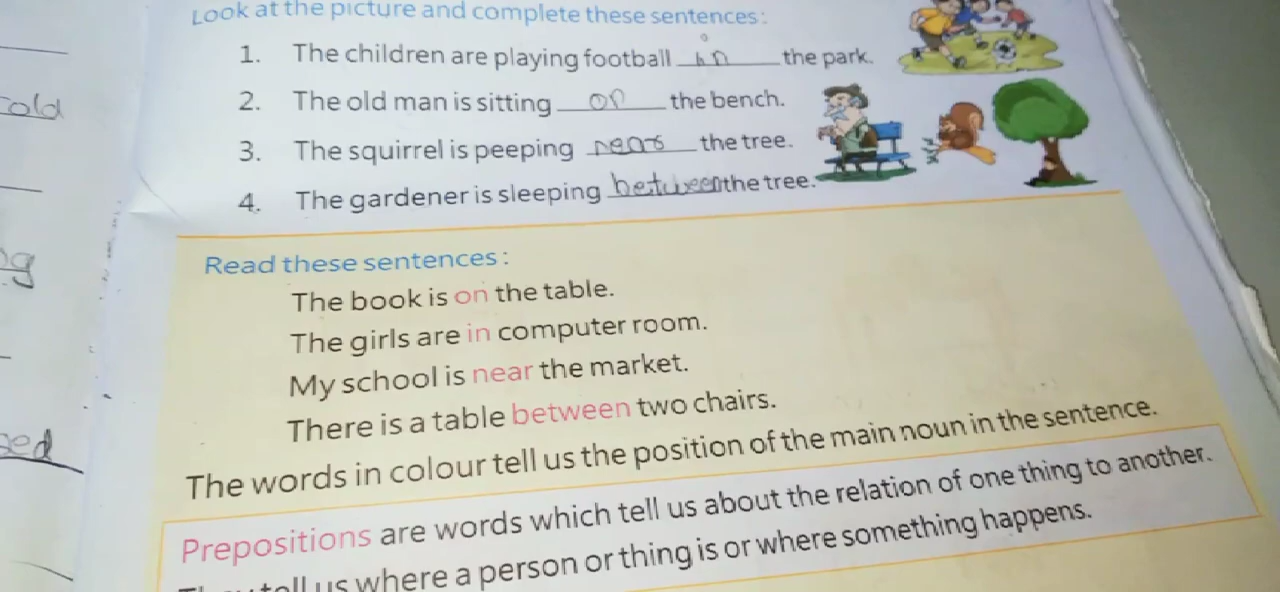 Look at the picture and complete these sentences:
1. The children are playing football in the park.
2. The old man is sitting on the bench.
3. The squirrel is peeping near the tree.
4. The gardener is sleeping between the tree.
Read these sentences:
The book is on the table.
The girls are in computer room.
My school is near the market.
There is a table between two chairs.
The words in colour tell us the position of the main noun in the sentence.
Prepositions are words which tell us about the relation of one thing to another.
tell us where a person or thing is or where something happens.